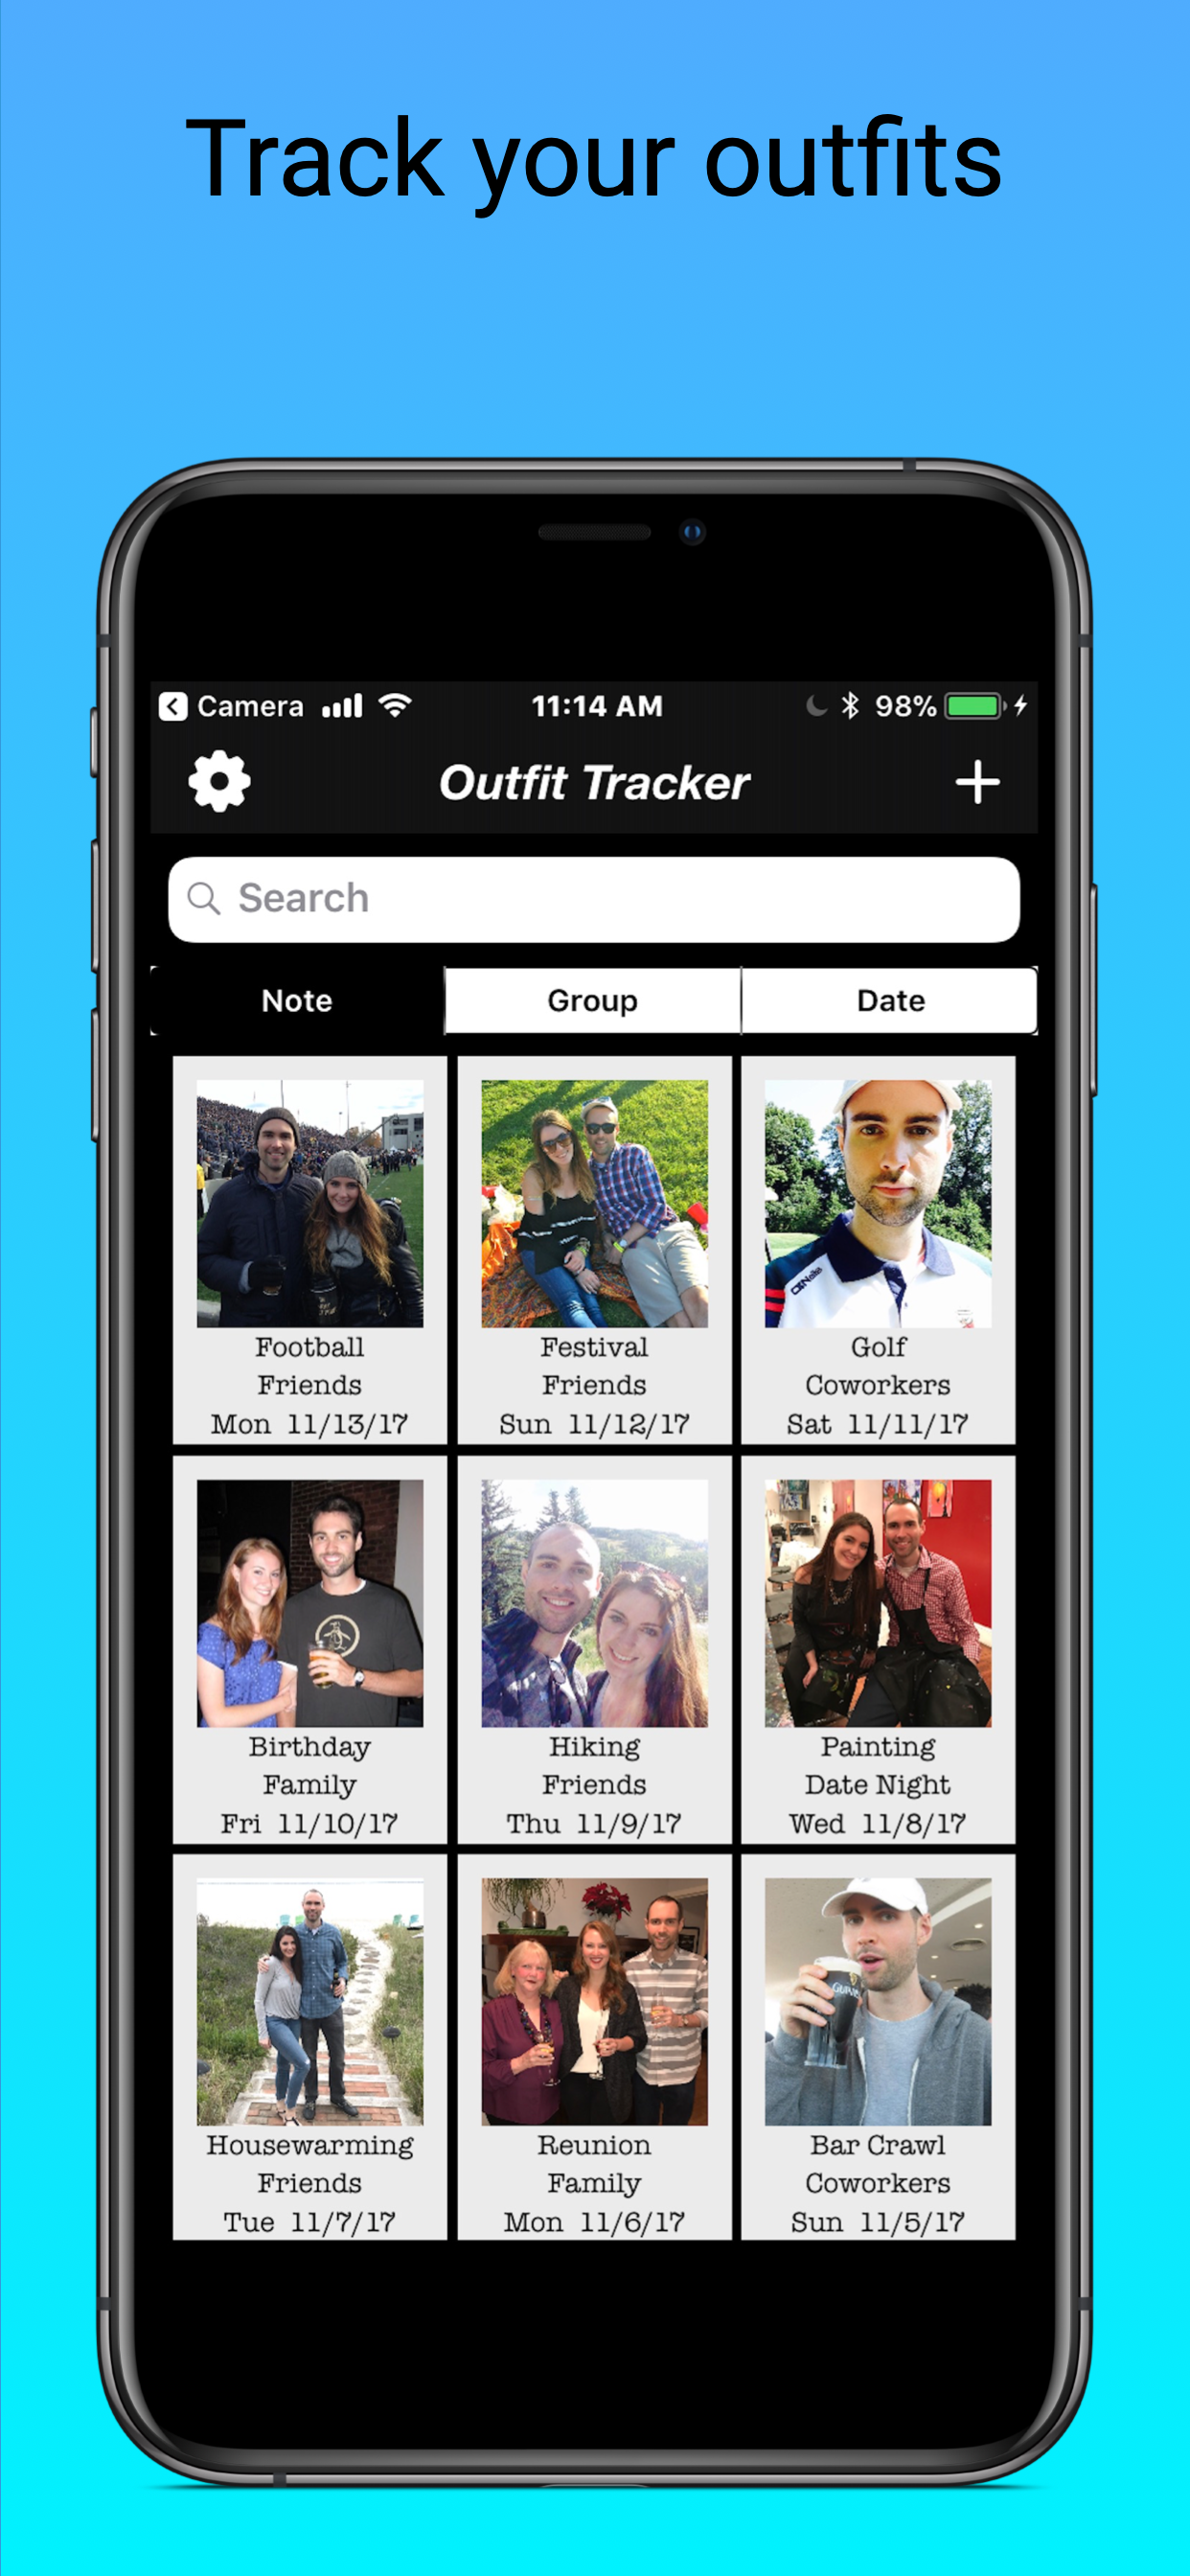 Track your outfits
Camera 11:14 AM 98%
Outfit Tracker
Search
Note Group Date
Football Festival Golf
Friends Friends Coworkers
Mon 11/13/17 Sun 11/12/17 Sat 11/11/17
O'Neills
Birthday Hiking Painting
Family Friends Date Night
Fri 11/10/17 Thu 11/9/17 Wed 11/8/17
Housewarming Reunion Bar Crawl
Friends Family Coworkers
Tue 11/7/17 Mon 11/6/17 Sun 11/5/17